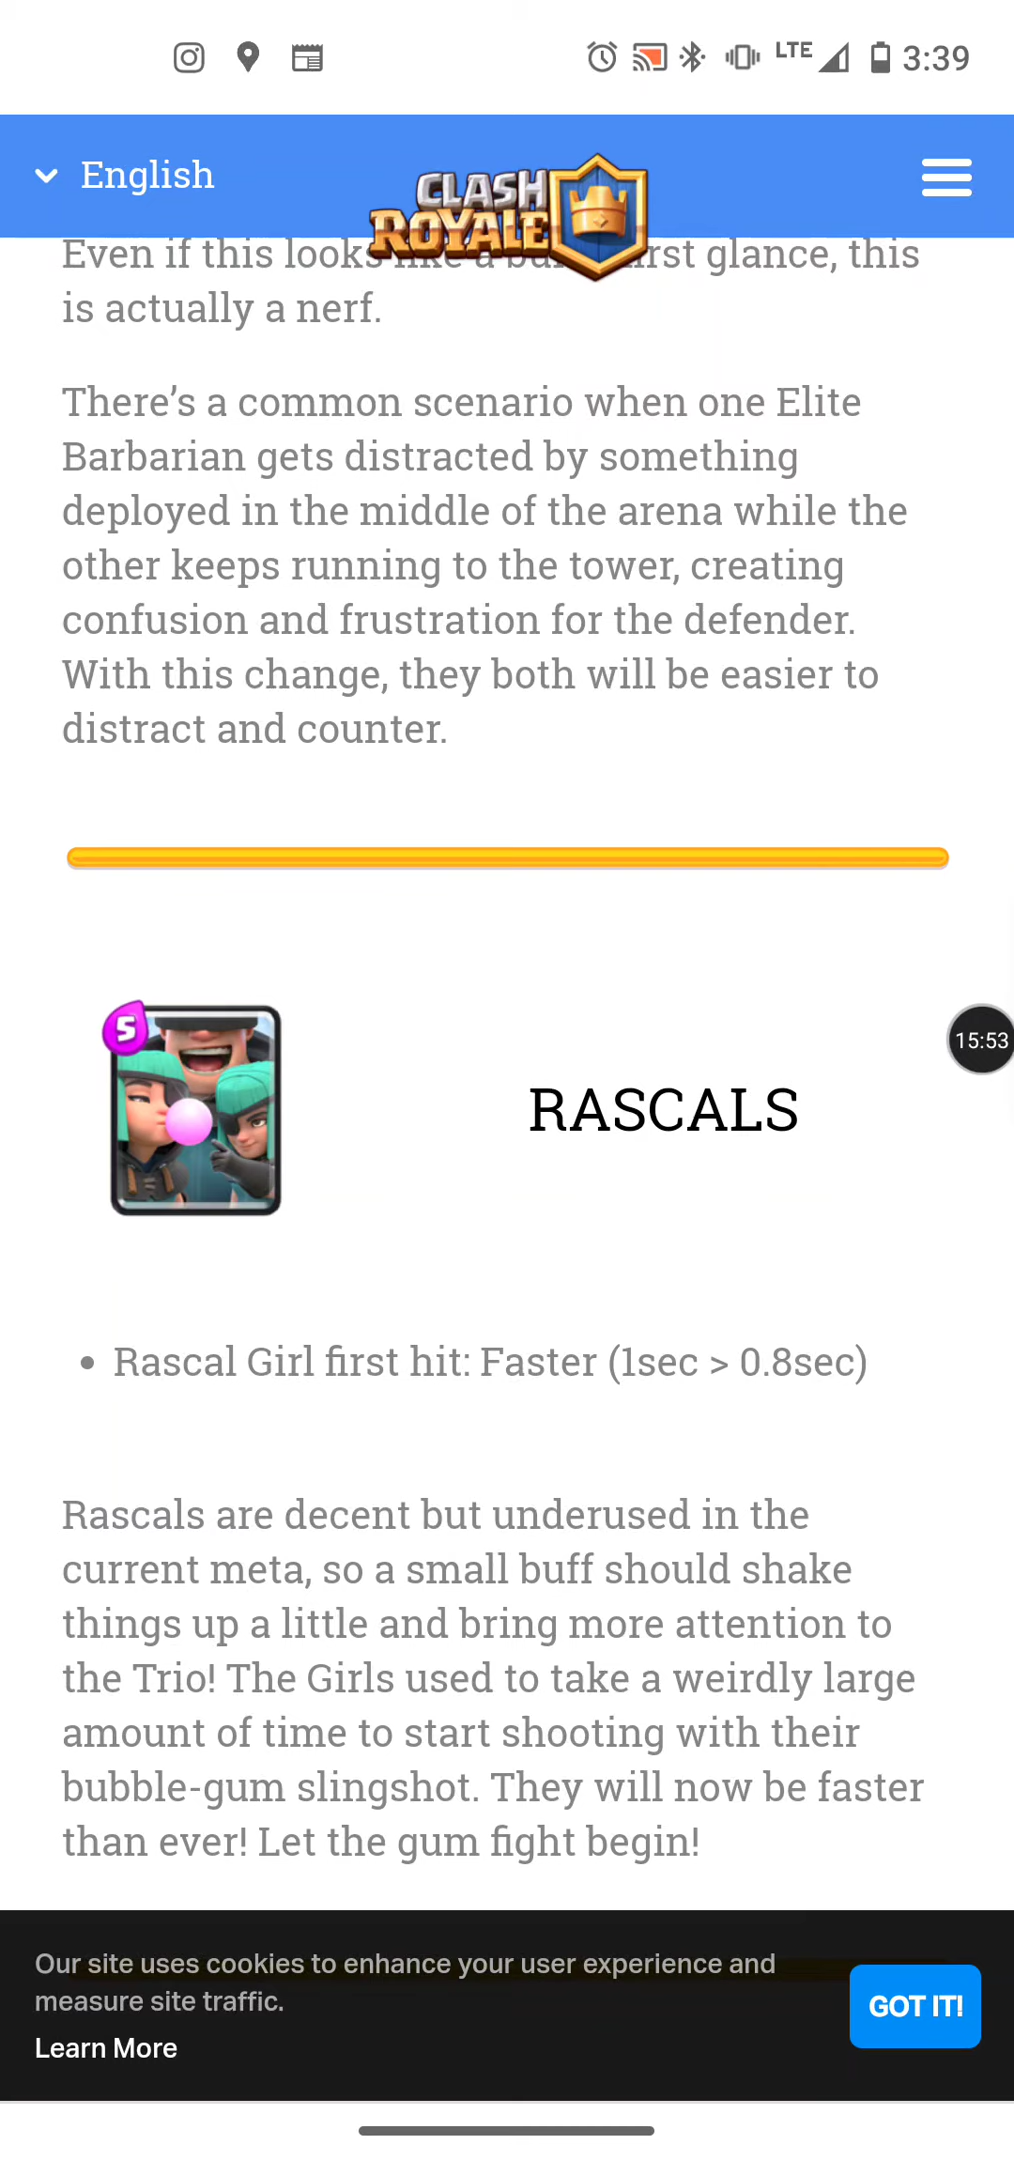 LTE 3:39
English
CLASH
ROYALE
Even if this looks like a first glance, this
is actually a nerf.
There’s a common scenario when one Elite
Barbarian gets distracted by something
deployed in the middle of the arena while the
other keeps running to the tower, creating
confusion and frustration for the defender.
With this change, they both will be easier to
distract and counter.
5
RASCALS
15:53
• Rascal Girl first hit: Faster (1sec > 0.8sec)
Rascals are decent but underused in the
current meta, so a small buff should shake
things up a little and bring more attention to
the Trio! The Girls used to take a weirdly large
amount of time to start shooting with their
bubble-gum slingshot. They will now be faster
than ever! Let the gum fight begin!
Our site uses cookies to enhance your user experience and
measure site traffic.
Learn More
GOT IT!